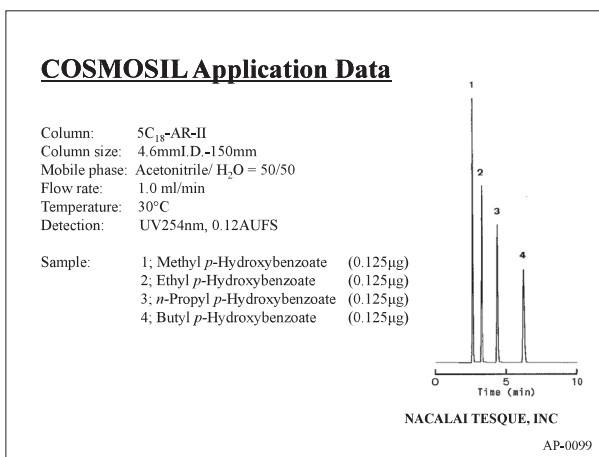 COSMOSIL Application Data
Column: 5C18-AR-II
Column size: 4.6mmI.D.-150mm
Mobile phase: Acetonitrile/ H2O = 50/50
Flow rate: 1.0 ml/min
Temperature: 30°C
Detection: UV254nm, 0.12AUFS
Sample: 1; Methyl p-Hydroxybenzoate (0.125μg)
2; Ethyl p-Hydroxybenzoate (0.125μg)
3; n-Propyl p-Hydroxybenzoate (0.125μg)
4; Butyl p-Hydroxybenzoate (0.125μg)
1
2
3
4
0 5 10
Time (min)
NACALAI TESQUE, INC
AP-0099